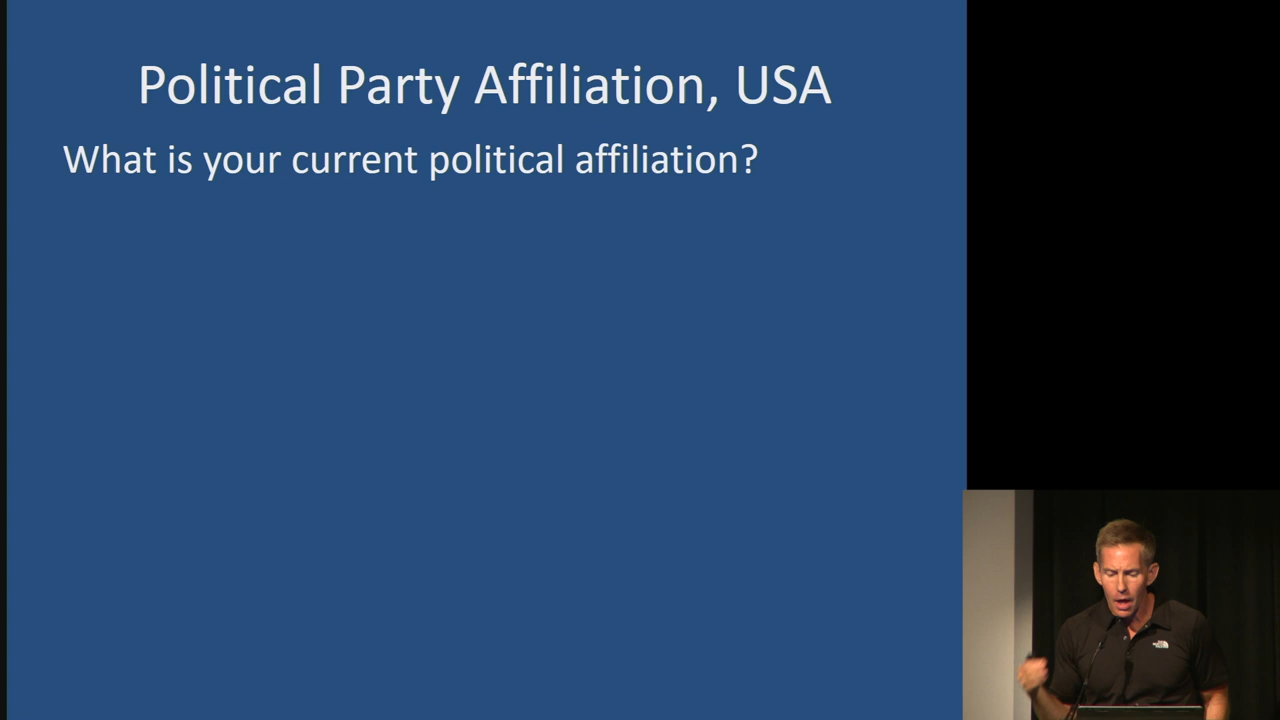 Political Party Affiliation, USA
What is your current political affiliation?